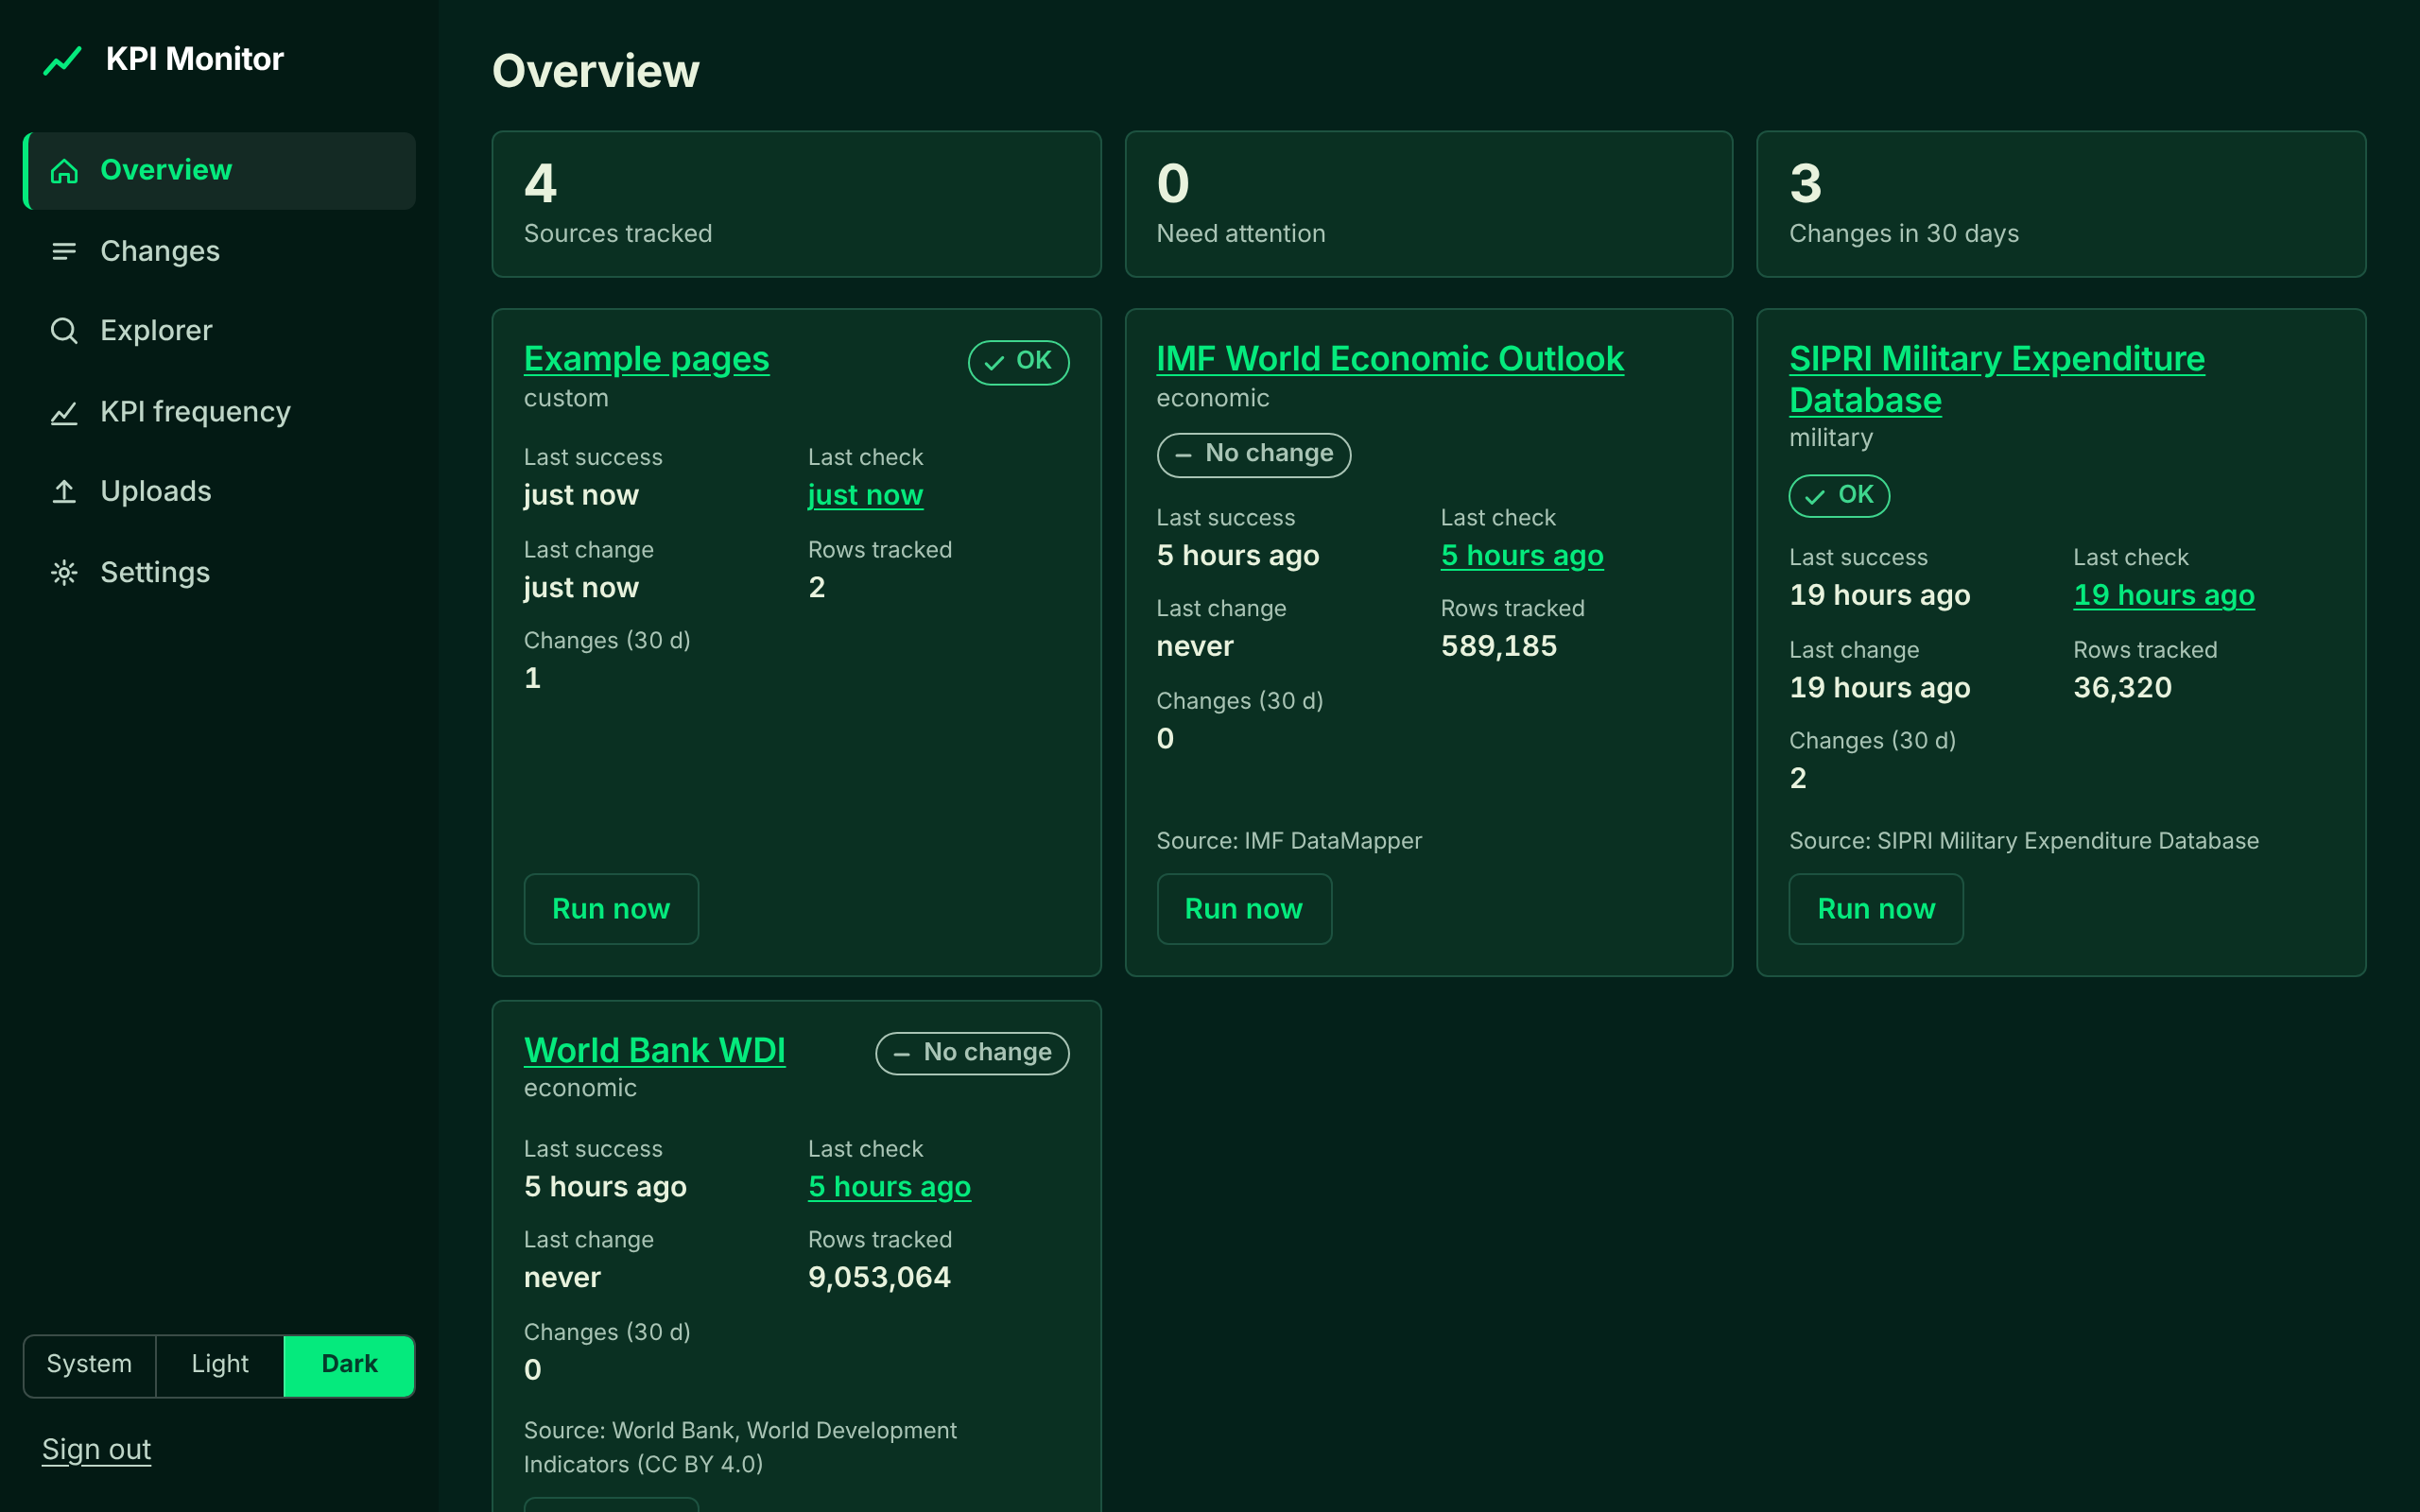 KPI Monitor
Overview
Changes
Explorer
KPI frequency
Uploads
Settings
System Light Dark
Sign out
Overview
4
Sources tracked
0
Need attention
3
Changes in 30 days
Example pages
OK
custom
Last success Last check
just now just now
Last change Rows tracked
just now 2
Changes (30 d)
1
Run now
IMF World Economic Outlook
economic
No change
Last success Last check
5 hours ago 5 hours ago
Last change Rows tracked
never 589,185
Changes (30 d)
0
Source: IMF DataMapper
Run now
SIPRI Military Expenditure
Database
military
OK
Last success Last check
19 hours ago 19 hours ago
Last change Rows tracked
19 hours ago 36,320
Changes (30 d)
2
Source: SIPRI Military Expenditure Database
Run now
World Bank WDI
No change
economic
Last success Last check
5 hours ago 5 hours ago
Last change Rows tracked
never 9,053,064
Changes (30 d)
0
Source: World Bank, World Development
Indicators (CC BY 4.0)